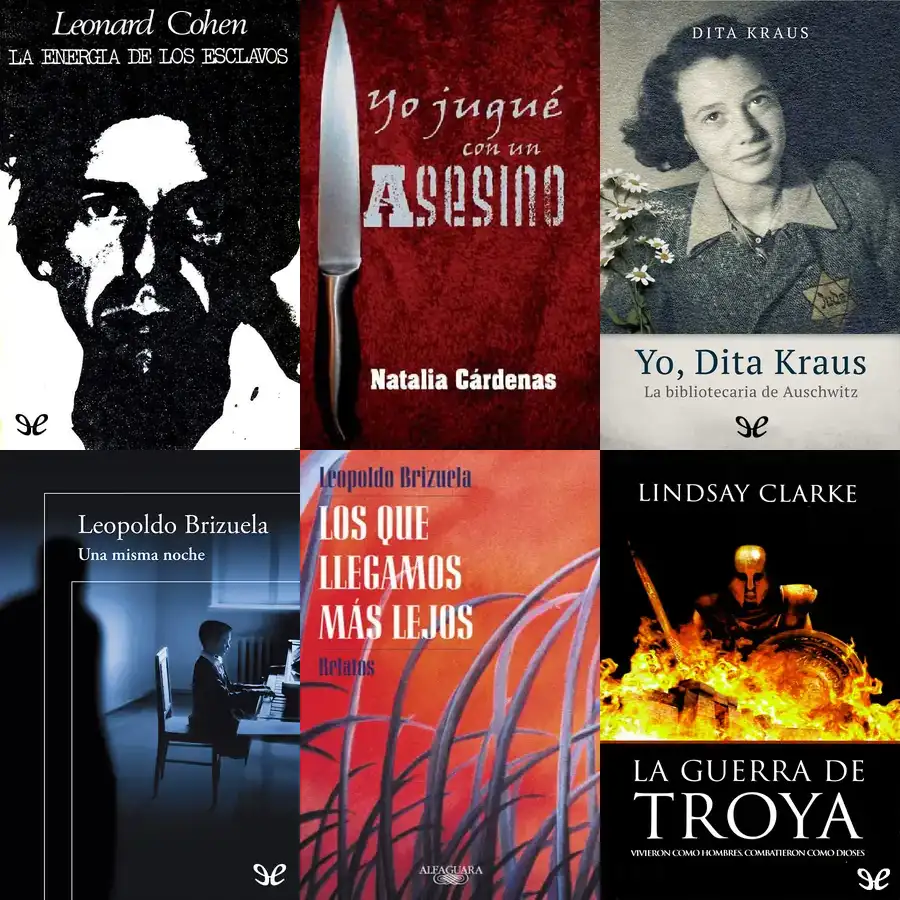 Leonard Cohen
LA ENERGIA DE LOS ESCLAVOS
Yo jugué
con un
Asesino
Natalia Cárdenas
DITA KRAUS
Jude
Yo, Dita Kraus
La bibliotecaria de Auschwitz
Leopoldo Brizuela
Una misma noche
Leopoldo Brizuela
LOS QUE
LLEGAMOS
MÁS LEJOS
Relatos
ALFAGUARA
LINDSAY CLARKE
LA GUERRA DE
TROYA
VIVIERON COMO HOMBRES. COMBATIERON COMO DIOSES